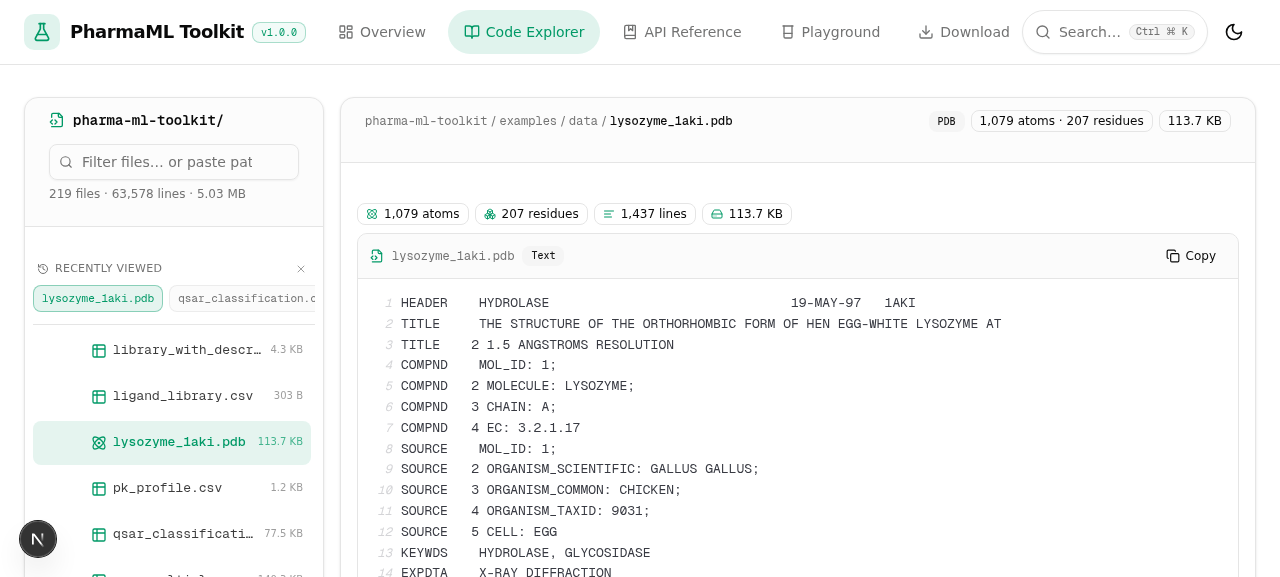 PharmaML Toolkit v1.0.0 Overview Code Explorer API Reference Playground Download Search… Ctrl ⌘ K
pharma-ml-toolkit/
Filter files… or paste pat
219 files · 63,578 lines · 5.03 MB
RECENTLY VIEWED
lysozyme_1aki.pdb qsar_classification.c
library_with_descr… 4.3 KB
ligand_library.csv 303 B
lysozyme_1aki.pdb 113.7 KB
pk_profile.csv 1.2 KB
qsar_classificati… 77.5 KB
N
pharma-ml-toolkit / examples / data / lysozyme_1aki.pdb PDB 1,079 atoms · 207 residues 113.7 KB
1,079 atoms 207 residues 1,437 lines 113.7 KB
lysozyme_1aki.pdb Text Copy
1 HEADER    HYDROLASE                               19-MAY-97   1AKI
2 TITLE     THE STRUCTURE OF THE ORTHORHOMBIC FORM OF HEN EGG-WHITE LYSOZYME AT
3 TITLE    2 1.5 ANGSTROMS RESOLUTION
4 COMPND    MOL_ID: 1;
5 COMPND   2 MOLECULE: LYSOZYME;
6 COMPND   3 CHAIN: A;
7 COMPND   4 EC: 3.2.1.17
8 SOURCE    MOL_ID: 1;
9 SOURCE   2 ORGANISM_SCIENTIFIC: GALLUS GALLUS;
10 SOURCE   3 ORGANISM_COMMON: CHICKEN;
11 SOURCE   4 ORGANISM_TAXID: 9031;
12 SOURCE   5 CELL: EGG
13 KEYWDS    HYDROLASE, GLYCOSIDASE
14 EXPDTA    X-RAY DIFFRACTION